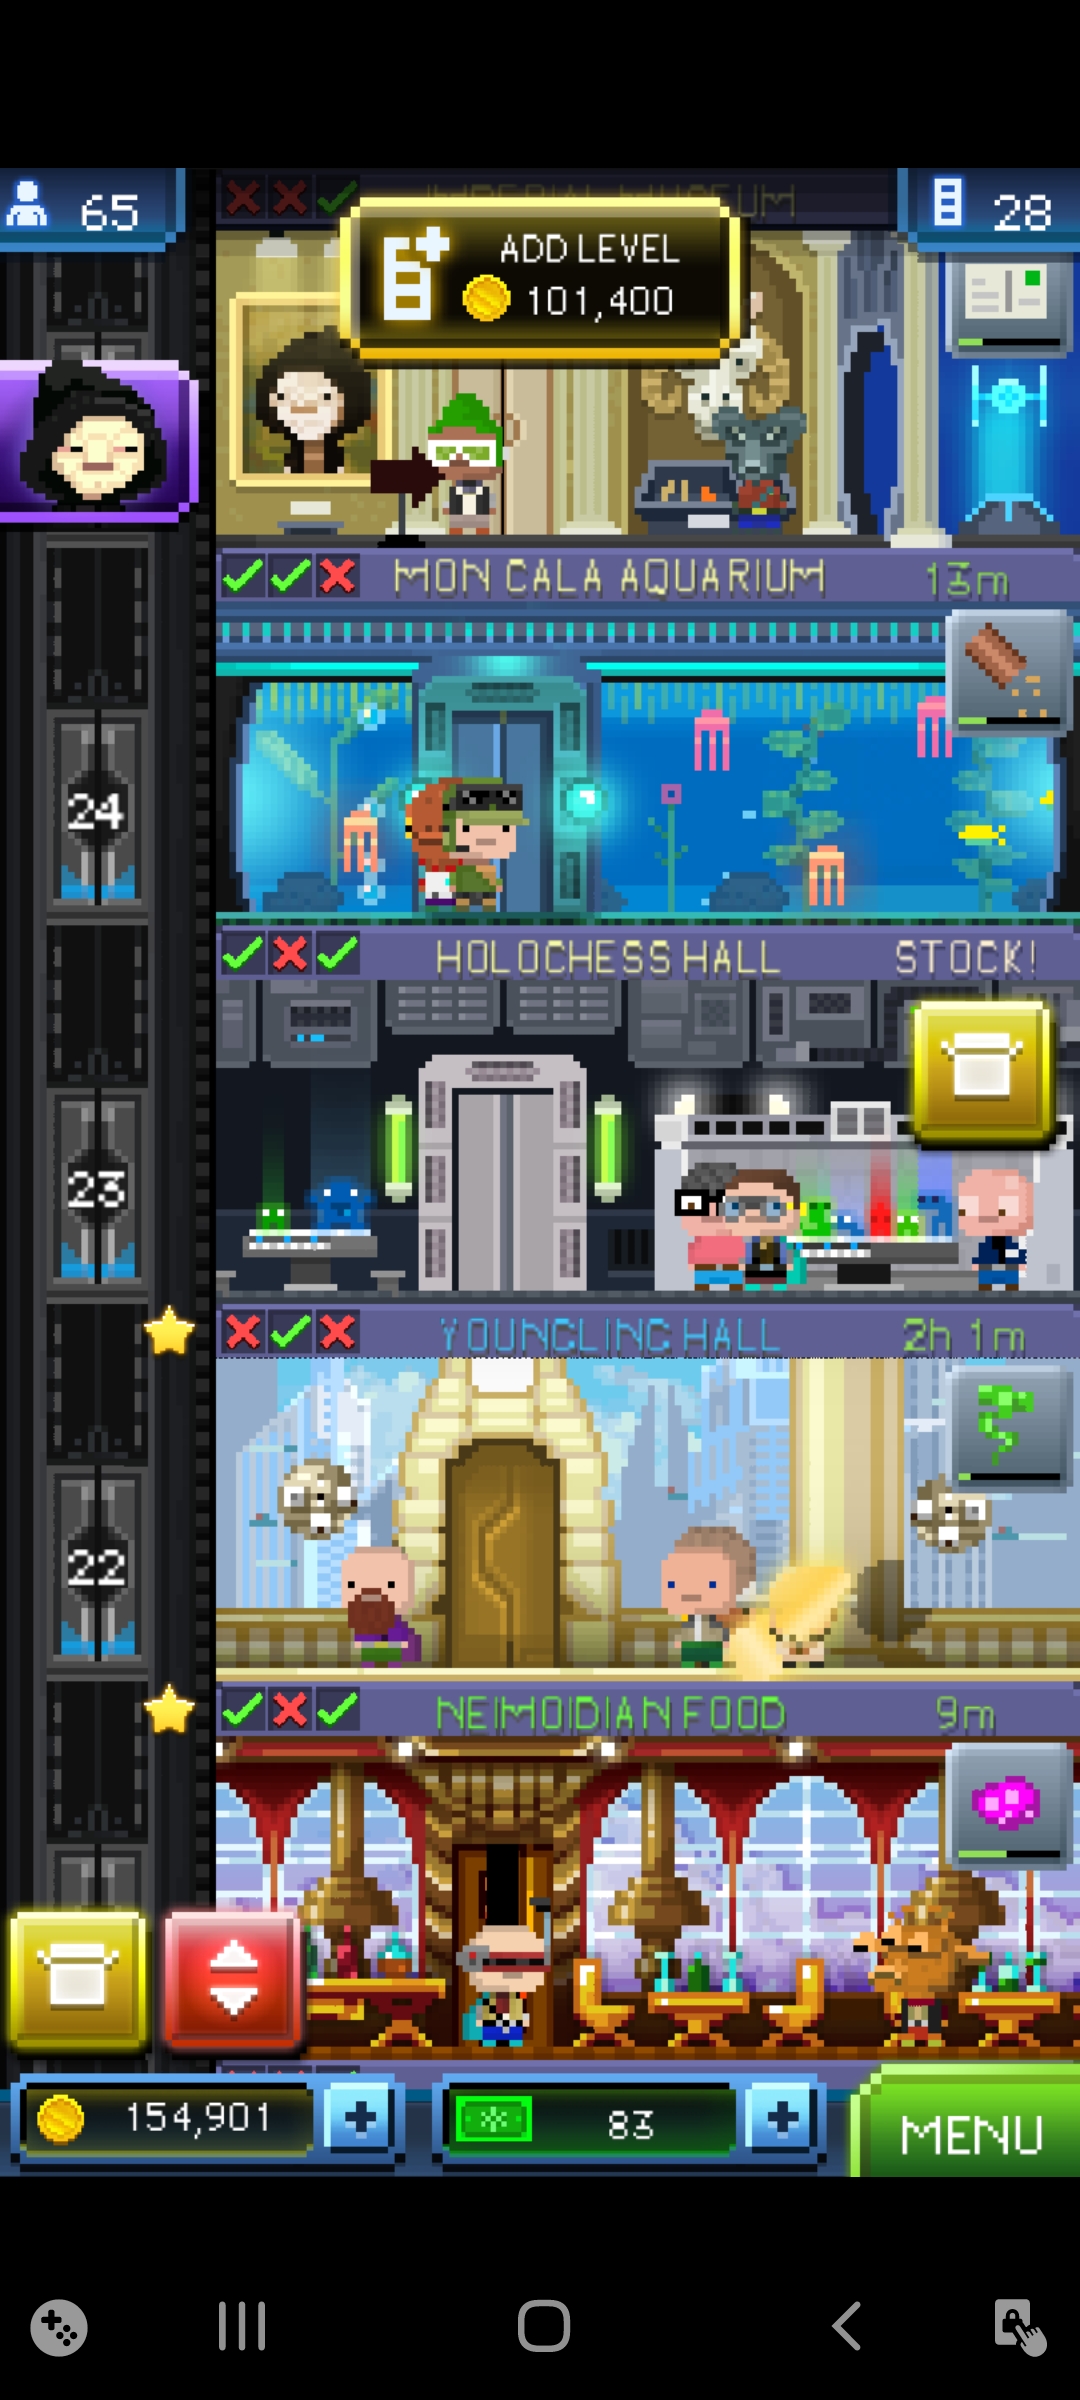 65
IMPERIAL MUSEUM
28
ADD LEVEL
101,400
MON CALA AQUARIUM 13m
24
HOLOCHESS HALL STOCK!
23
YOUNGLING HALL 2h 1m
22
NEIMOIDIAN FOOD 9m
154,901 + 83 + MENU